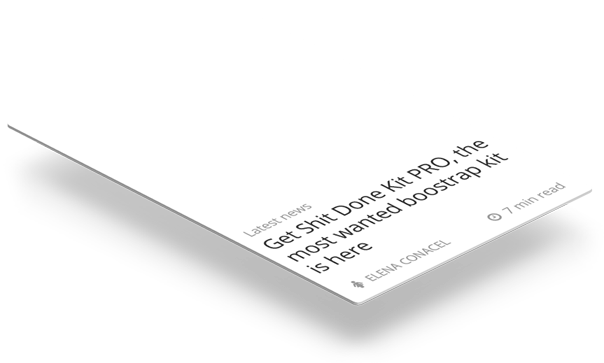 Latest news
Get Shit Done Kit PRO, the
most wanted boostrap kit
is here
ELENA CONACEL
7 min read